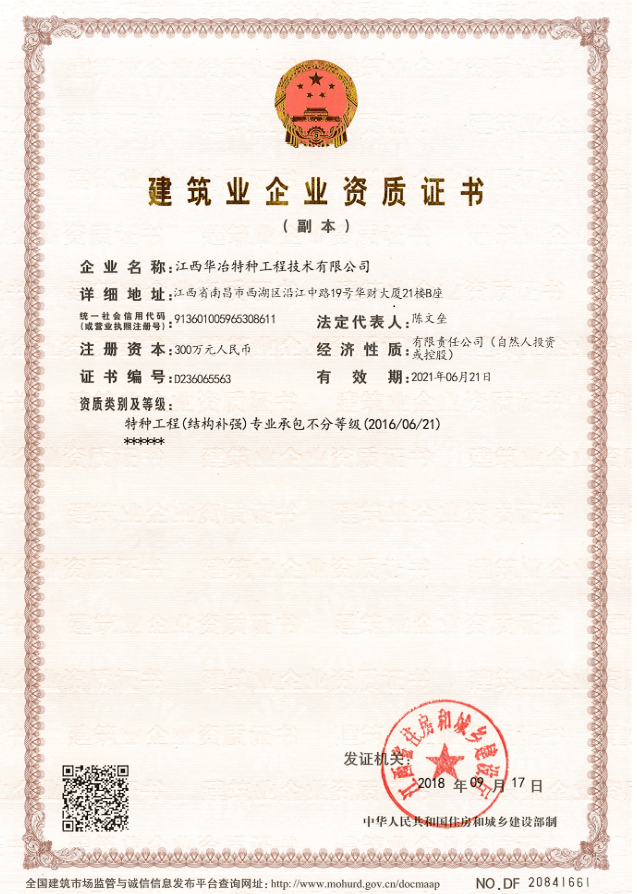 建筑业企业资质证书
（副本）
企业名称：江西华冶特种工程技术有限公司
详细地址：江西省南昌市西湖区沿江中路19号华财大厦21楼B座
统一社会信用代码
（或营业执照注册号）：913601005965308611
法定代表人：陈文垒
注册资本：300万元人民币
经济性质：有限责任公司（自然人投资
或控股）
证书编号：D236065563
有效期：2021年06月21日
资质类别及等级：
特种工程(结构补强)专业承包不分等级(2016/06/21)
******
江西省住房和城乡建设厅
发证机关：
2018 年 09 月 17 日
中华人民共和国住房和城乡建设部制
全国建筑市场监管与诚信信息发布平台查询网址：http://www.mohurd.gov.cn/docmaap
NO.DF 20841661